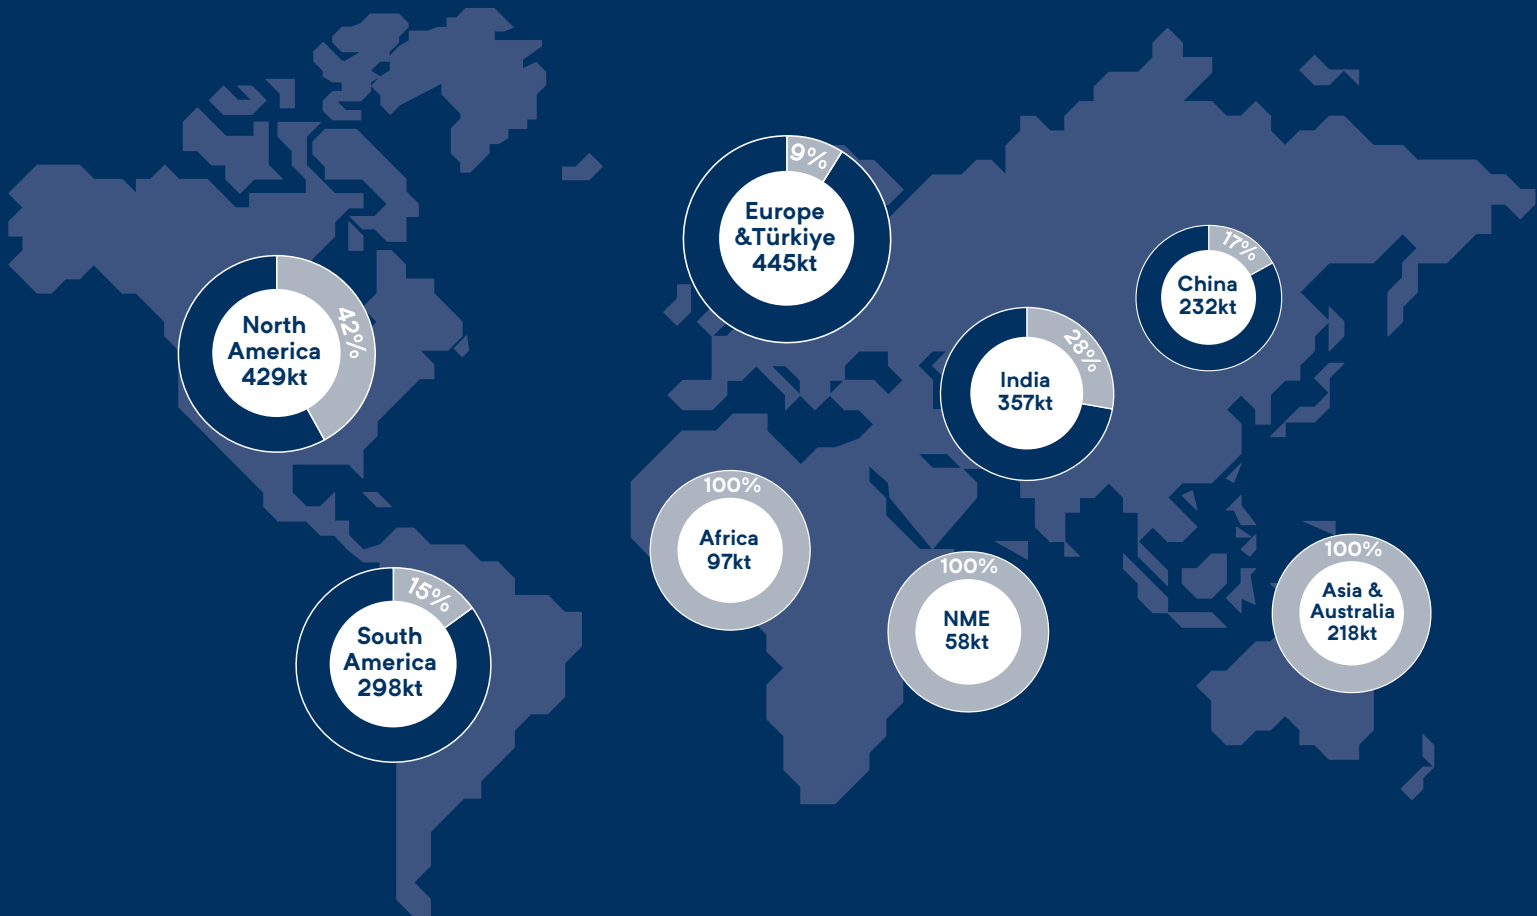 9%
Europe
&Türkiye
445kt
17%
China
232kt
42%
North
America
429kt
28%
India
357kt
100%
Africa
97kt
100%
NME
58kt
100%
Asia &
Australia
218kt
15%
South
America
298kt